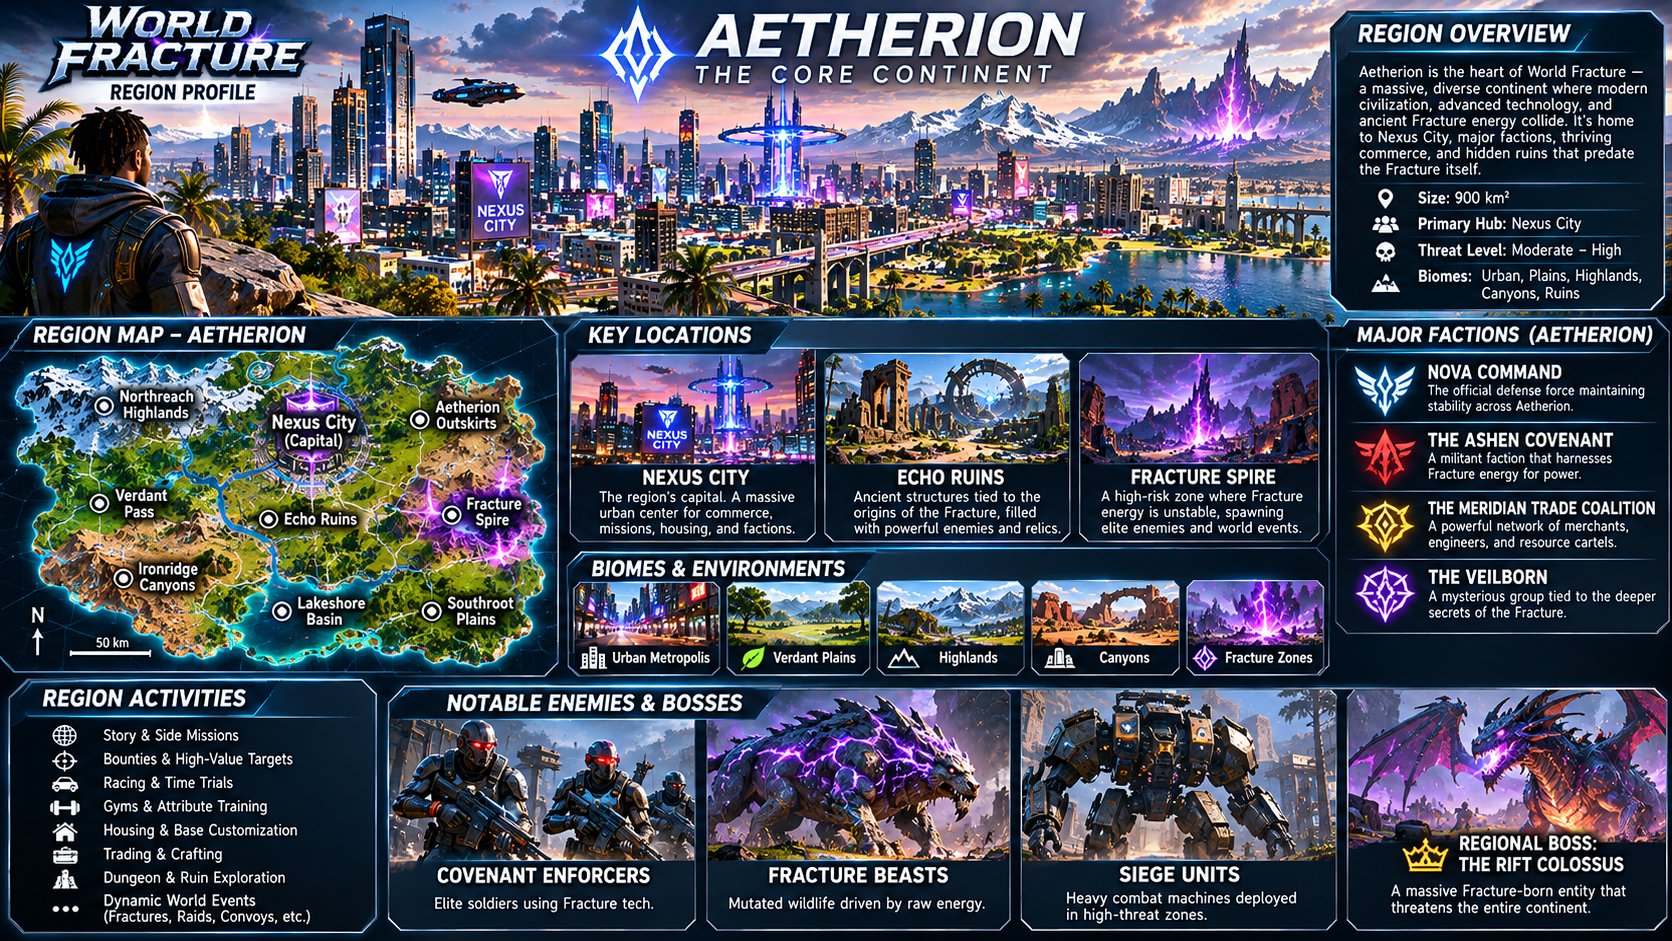 WORLD
FRACTURE
REGION PROFILE
AETHERION
THE CORE CONTINENT
NEXUS
CITY
REGION OVERVIEW
Aetherion is the heart of World Fracture –
a massive, diverse continent where modern
civilization, advanced technology, and
ancient Fracture energy collide. It's home
to Nexus City, major factions, thriving
commerce, and hidden ruins that predate
the Fracture itself.
Size: 900 km²
Primary Hub: Nexus City
Threat Level: Moderate – High
Biomes: Urban, Plains, Highlands,
Canyons, Ruins
REGION MAP – AETHERION
Northreach
Highlands
Nexus City
(Capital)
Aetherion
Outskirts
Verdant
Pass
Echo Ruins
Fracture
Spire
Ironridge
Canyons
Lakeshore
Basin
Southroot
Plains
N
50 km
KEY LOCATIONS
NEXUS
CITY
NEXUS CITY
The region's capital. A massive
urban center for commerce,
missions, housing, and factions.
ECHO RUINS
Ancient structures tied to the
origins of the Fracture, filled
with powerful enemies and relics.
FRACTURE SPIRE
A high-risk zone where Fracture
energy is unstable, spawning
elite enemies and world events.
BIOMES & ENVIRONMENTS
Urban Metropolis
Verdant Plains
Highlands
Canyons
Fracture Zones
MAJOR FACTIONS (AETHERION)
NOVA COMMAND
The official defense force maintaining
stability across Aetherion.
THE ASHEN COVENANT
A militant faction that harnesses
Fracture energy for power.
THE MERIDIAN TRADE COALITION
A powerful network of merchants,
engineers, and resource cartels.
THE VEILBORN
A mysterious group tied to the deeper
secrets of the Fracture.
REGION ACTIVITIES
Story & Side Missions
Bounties & High-Value Targets
Racing & Time Trials
Gyms & Attribute Training
Housing & Base Customization
Trading & Crafting
Dungeon & Ruin Exploration
Dynamic World Events
(Fractures, Raids, Convoys, etc.)
NOTABLE ENEMIES & BOSSES
COVENANT ENFORCERS
Elite soldiers using Fracture tech.
FRACTURE BEASTS
Mutated wildlife driven by raw energy.
SIEGE UNITS
Heavy combat machines deployed
in high-threat zones.
REGIONAL BOSS:
THE RIFT COLOSSUS
A massive Fracture-born entity that
threatens the entire continent.